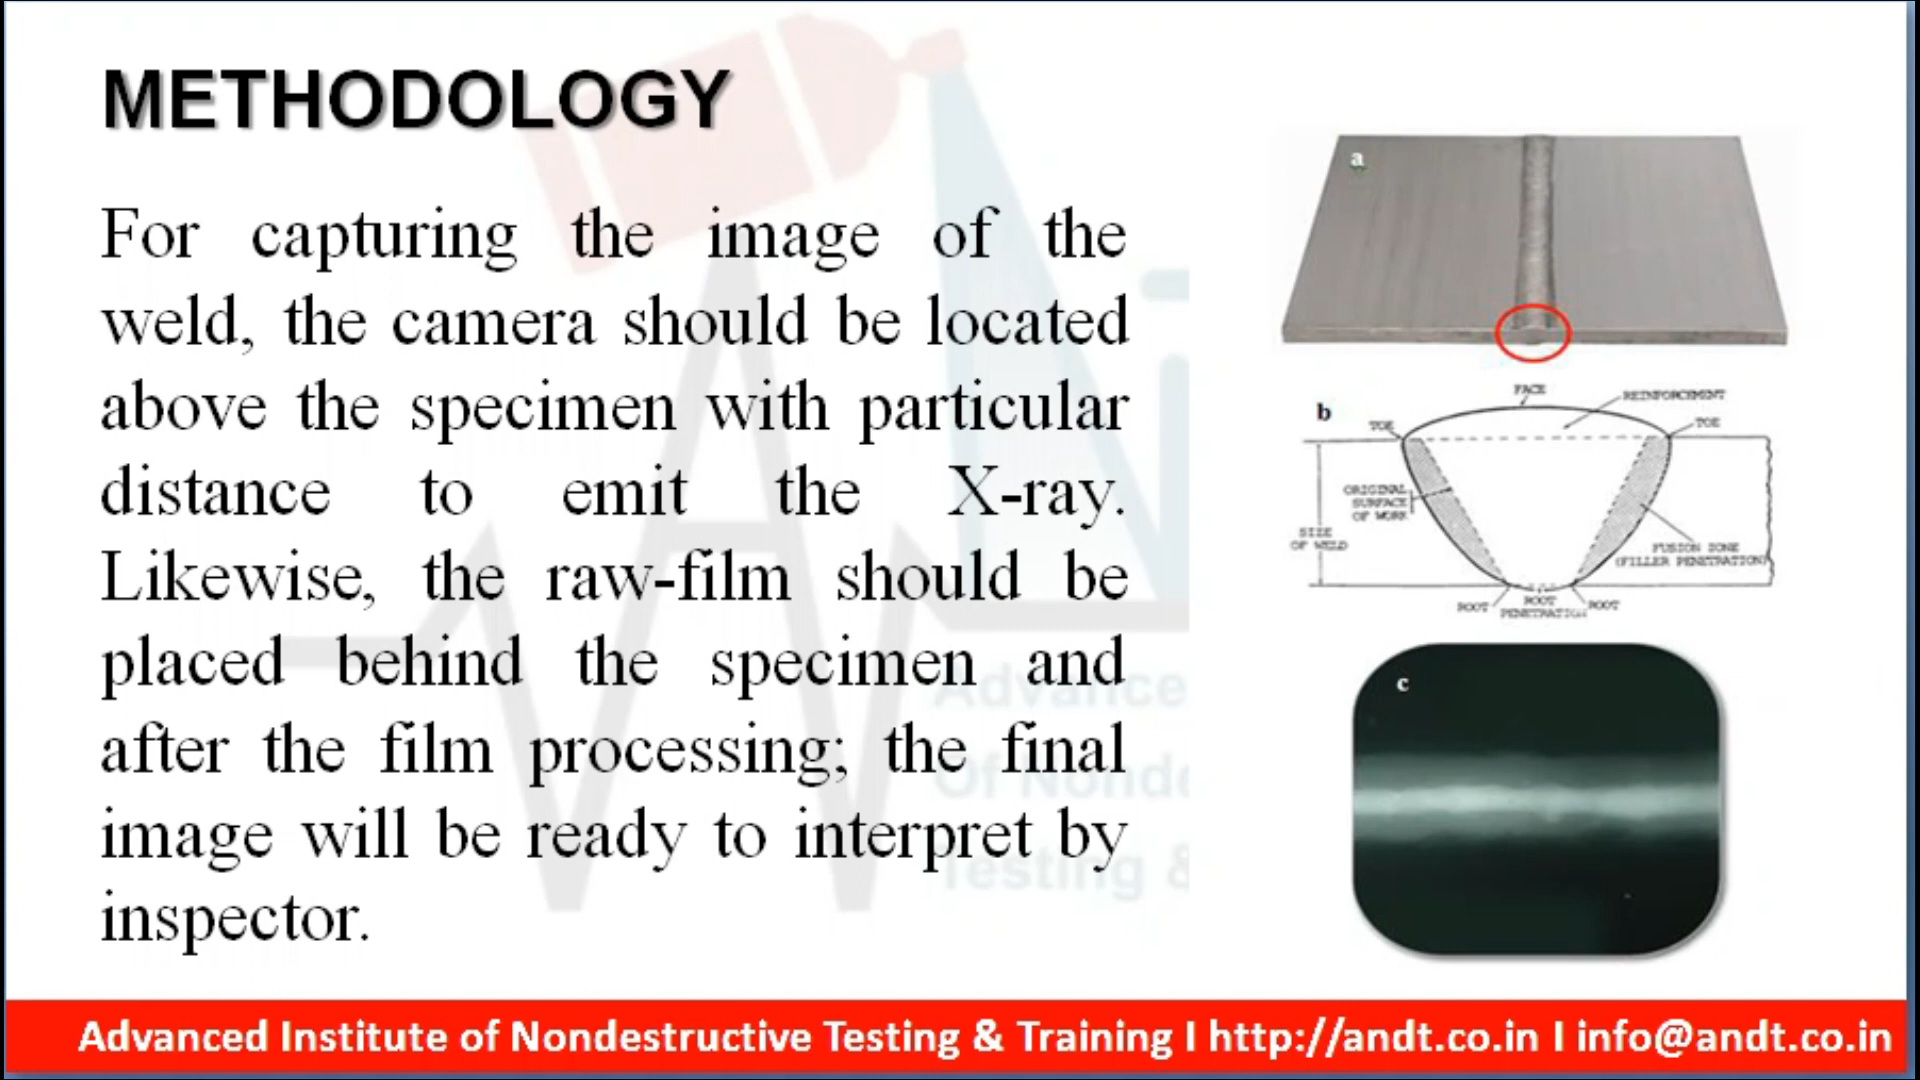 METHODOLOGY
For capturing the image of the
weld, the camera should be located
above the specimen with particular
distance to emit the X-ray.
Likewise, the raw-film should be
placed behind the specimen and
after the film processing; the final
image will be ready to interpret by
inspector.
a
b
FACE
REINFORCEMENT
TOE
TOE
ORIGINAL
SURFACE
OF WORK
SIZE
OF WELD
FUSION ZONE
(FILLER PENETRATION)
ROOT
ROOT
PENETRATION
ROOT
c
Advance
Of Nonde
Testing &
Advanced Institute of Nondestructive Testing & Training I http://andt.co.in I info@andt.co.in